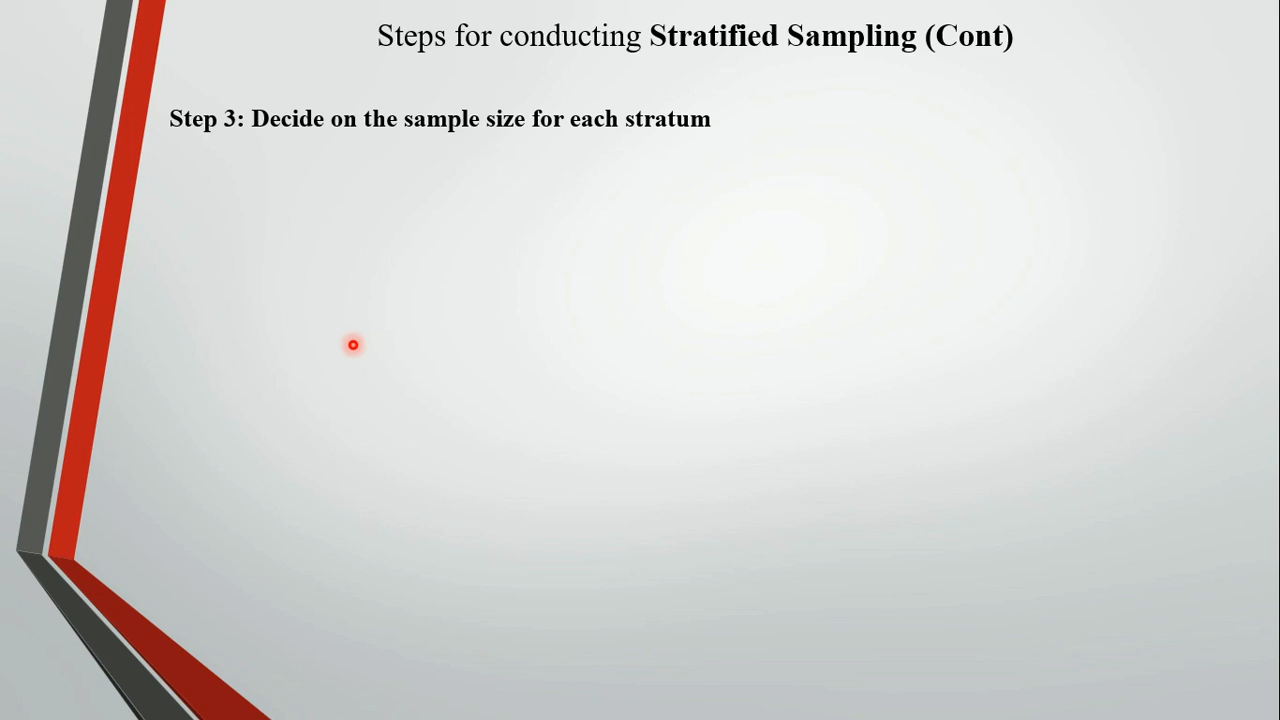 Steps for conducting Stratified Sampling (Cont)
Step 3: Decide on the sample size for each stratum